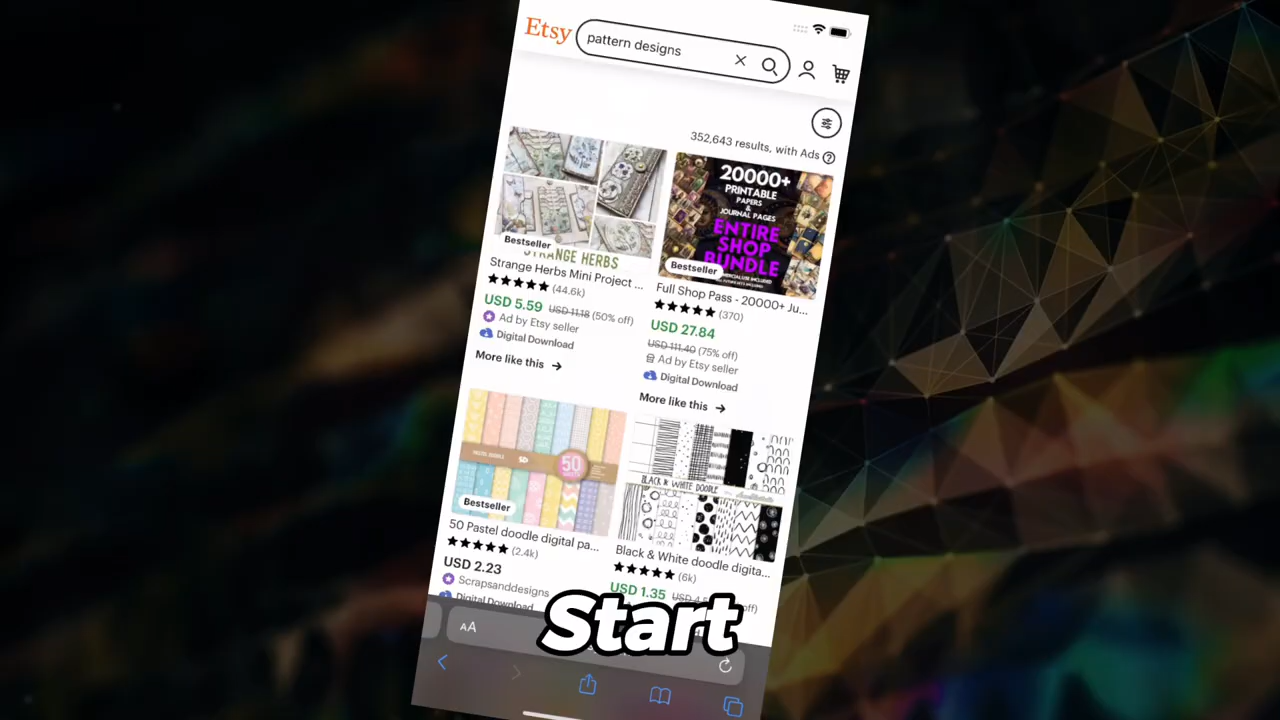 Etsy
pattern designs
352,643 results, with Ads
Bestseller
STRANGE HERBS
Strange Herbs Mini Project ...
(44.6k)
USD 5.59 USD 11.18 (50% off)
Ad by Etsy seller
Digital Download
More like this
20000+
PRINTABLE
PAPERS
&
JOURNAL PAGES
ENTIRE
SHOP
BUNDLE
Bestseller
Full Shop Pass - 20000+ Ju...
(370)
USD 27.84
USD 111.40 (75% off)
Ad by Etsy seller
Digital Download
More like this
50
Bestseller
50 Pastel doodle digital pa...
(2.4k)
USD 2.23
Scrapsanddesigns
Digital Download
BLACK & WHITE DOODLE
Black & White doodle digita...
(6k)
USD 1.35
Start
AA